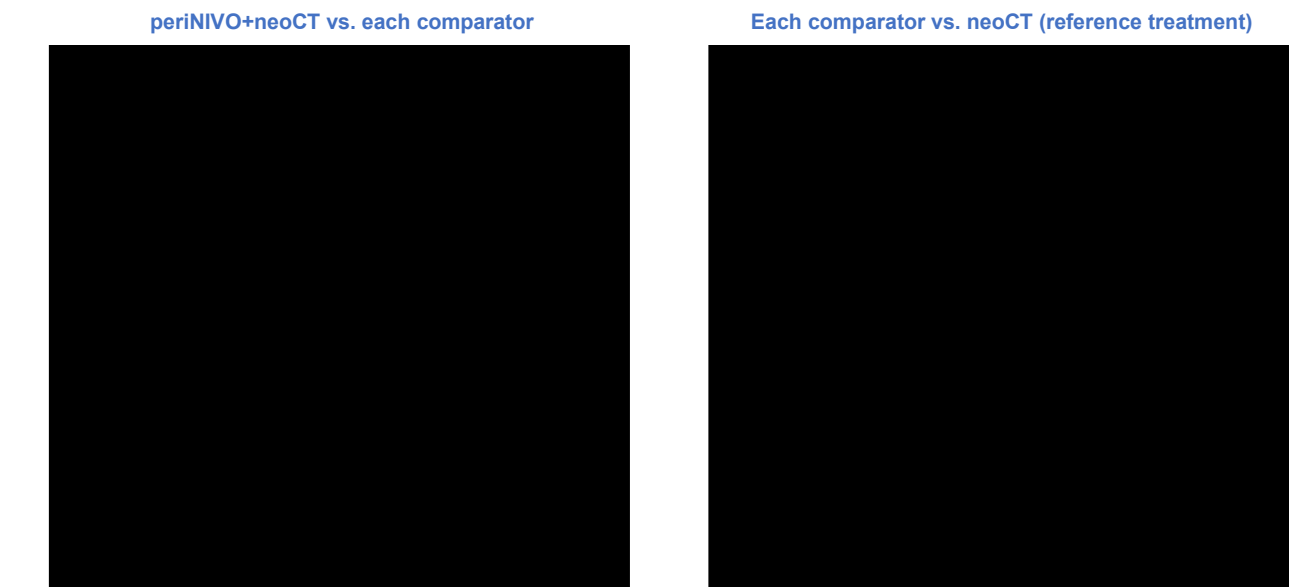 periNIVO+neoCT vs. each comparator
Each comparator vs. neoCT (reference treatment)